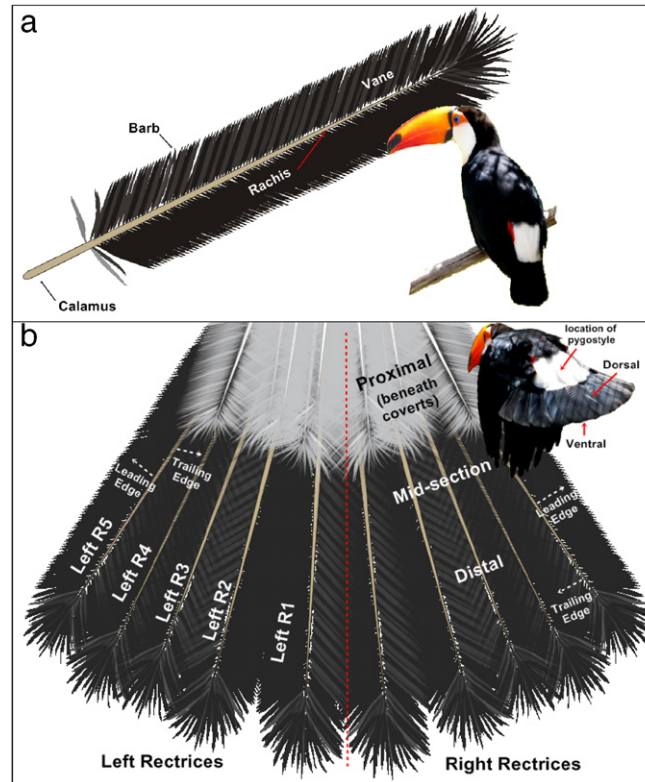 a
Vane
Barb
Rachis
Calamus
b
location of
pygostyle
Dorsal
Ventral
Proximal
(beneath
coverts)
Mid-section
Distal
Leading
Edge
Trailing
Edge
Leading
Edge
Trailing
Edge
Left R5
Left R4
Left R3
Left R2
Left R1
Left Rectrices
Right Rectrices